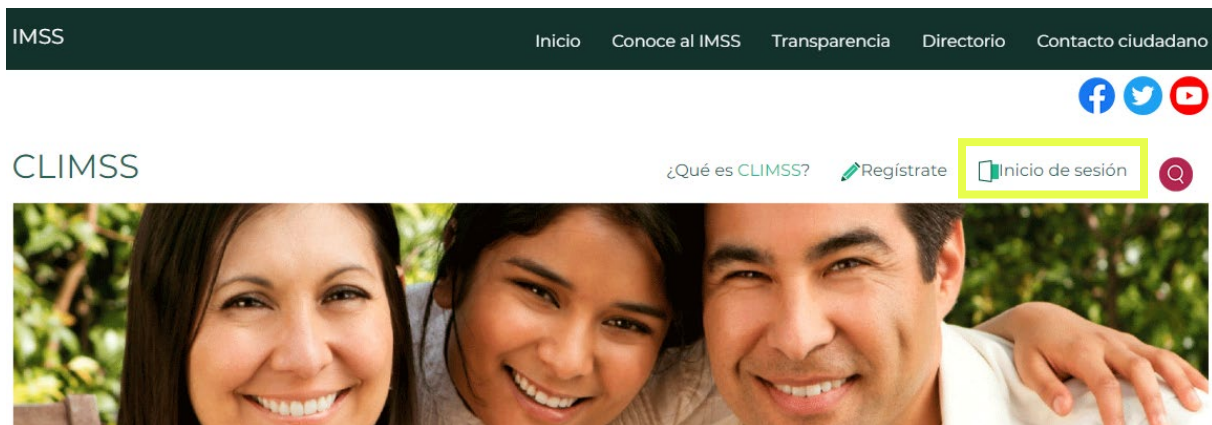 IMSS Inicio Conoce al IMSS Transparencia Directorio Contacto ciudadano
CLIMSS ¿Qué es CLIMSS? Regístrate Inicio de sesión